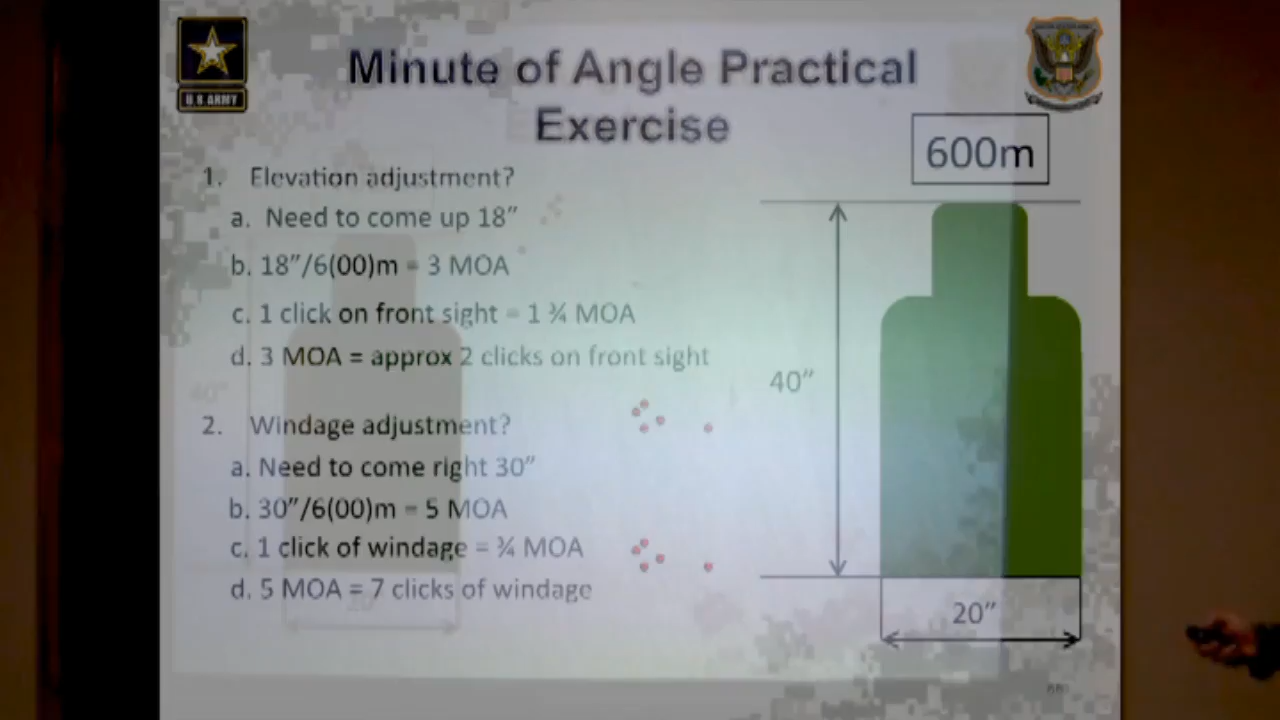 U.S. ARMY
Minute of Angle Practical
Exercise
600m
1. Elevation adjustment?
a. Need to come up 18”
b. 18”/6(00)m = 3 MOA
c. 1 click on front sight = 1 ¾ MOA
d. 3 MOA = approx 2 clicks on front sight
40”
40”
2. Windage adjustment?
a. Need to come right 30”
b. 30”/6(00)m = 5 MOA
c. 1 click of windage = ¾ MOA
d. 5 MOA = 7 clicks of windage
20”
20”